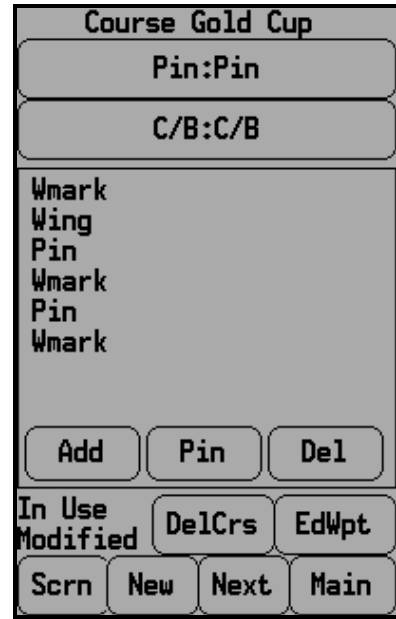 Course Gold Cup
Pin:Pin
C/B:C/B
Wmark
Wing
Pin
Wmark
Pin
Wmark
Add Pin Del
In Use
Modified DelCrs EdWpt
Scrn New Next Main